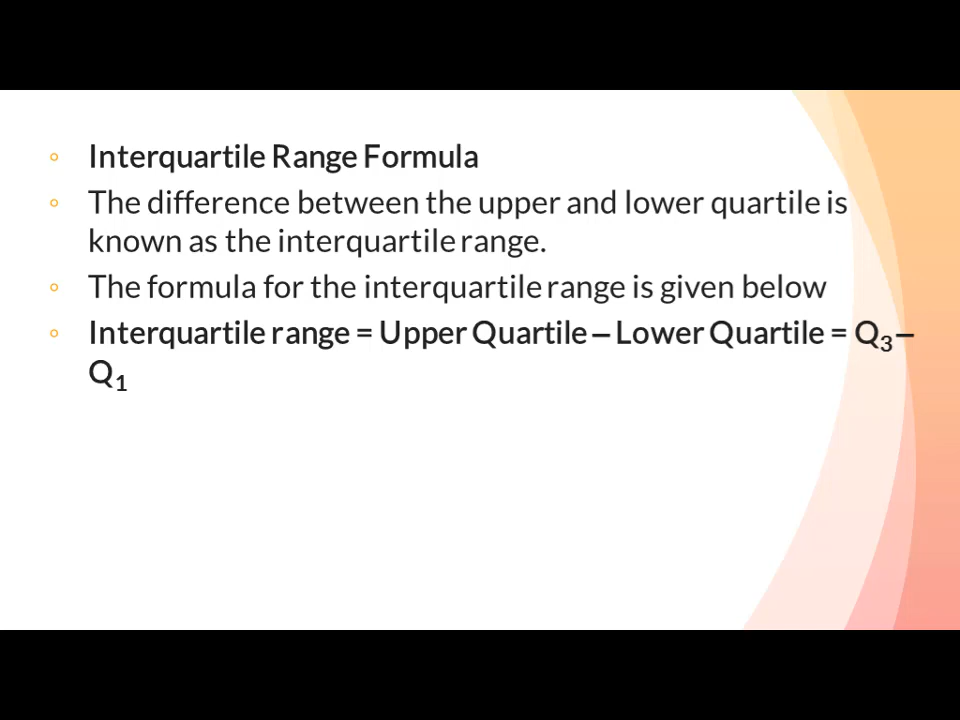 ◦ Interquartile Range Formula
◦ The difference between the upper and lower quartile is
known as the interquartile range.
◦ The formula for the interquartile range is given below
◦ Interquartile range = Upper Quartile – Lower Quartile = Q₃ –
Q₁